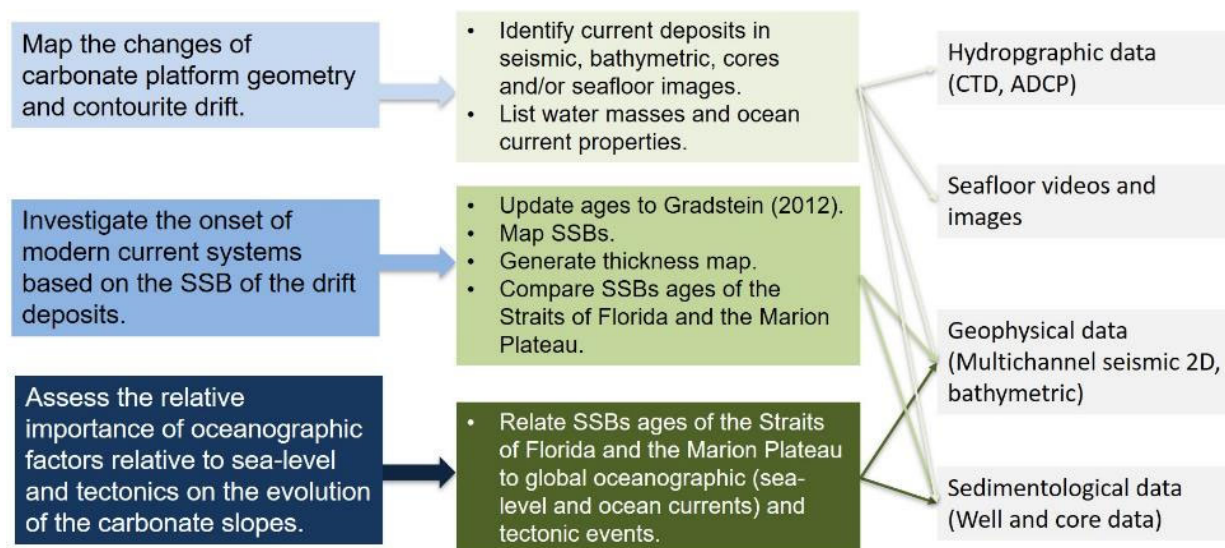 Map the changes of
carbonate platform geometry
and contourite drift.
• Identify current deposits in
seismic, bathymetric, cores
and/or seafloor images.
• List water masses and ocean
current properties.
Investigate the onset of
modern current systems
based on the SSB of the drift
deposits.
• Update ages to Gradstein (2012).
• Map SSBs.
• Generate thickness map.
• Compare SSBs ages of the
Straits of Florida and the Marion
Plateau.
Assess the relative
importance of oceanographic
factors relative to sea-level
and tectonics on the evolution
of the carbonate slopes.
• Relate SSBs ages of the Straits
of Florida and the Marion Plateau
to global oceanographic (sea-
level and ocean currents) and
tectonic events.
Hydropgraphic data
(CTD, ADCP)
Seafloor videos and
images
Geophysical data
(Multichannel seismic 2D,
bathymetric)
Sedimentological data
(Well and core data)